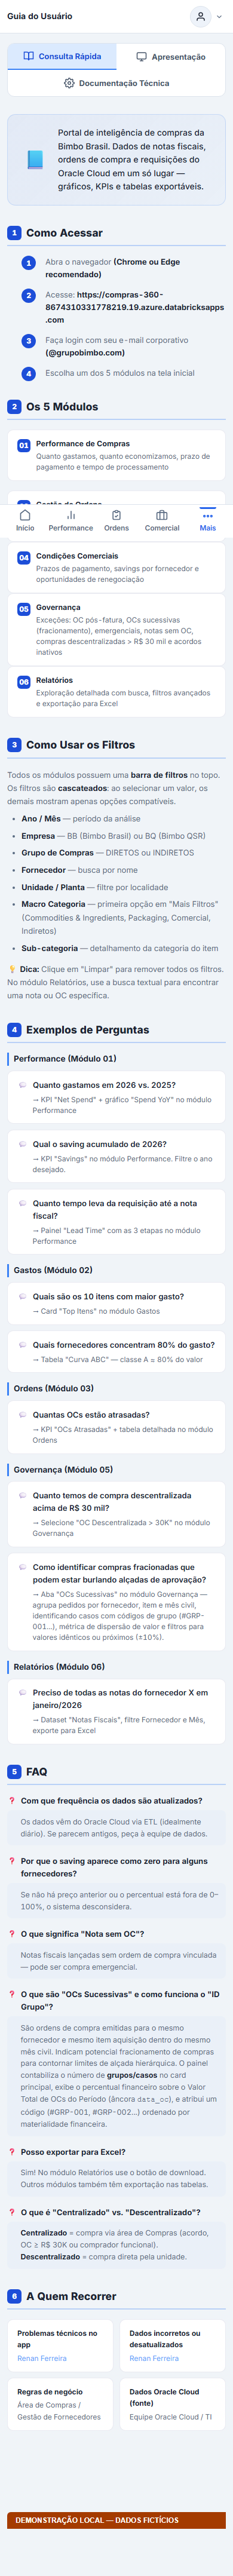 Guia do Usuário
Consulta Rápida
Apresentação
Documentação Técnica
Portal de inteligência de compras da
Bimbo Brasil. Dados de notas fiscais,
ordens de compra e requisições do
Oracle Cloud em um só lugar —
gráficos, KPIs e tabelas exportáveis.
1 Como Acessar
1 Abra o navegador (Chrome ou Edge
recomendado)
2 Acesse: https://compras-360-
8674310331778219.19.azure.databricksapps
.com
3 Faça login com seu e-mail corporativo
(@grupobimbo.com)
4 Escolha um dos 5 módulos na tela inicial
2 Os 5 Módulos
01 Performance de Compras
Quanto gastamos, quanto economizamos, prazo de
pagamento e tempo de processamento
Início
Performance
Ordens
Comercial
Mais
04 Condições Comerciais
Prazos de pagamento, savings por fornecedor e
oportunidades de renegociação
05 Governança
Exceções: OC pós-fatura, OCs sucessivas
(fracionamento), emergenciais, notas sem OC,
compras descentralizadas > R$ 30 mil e acordos
inativos
06 Relatórios
Exploração detalhada com busca, filtros avançados
e exportação para Excel
3 Como Usar os Filtros
Todos os módulos possuem uma barra de filtros no topo.
Os filtros são cascateados: ao selecionar um valor, os
demais mostram apenas opções compatíveis.
• Ano / Mês — período da análise
• Empresa — BB (Bimbo Brasil) ou BQ (Bimbo QSR)
• Grupo de Compras — DIRETOS ou INDIRETOS
• Fornecedor — busca por nome
• Unidade / Planta — filtre por localidade
• Macro Categoria — primeira opção em "Mais Filtros"
(Commodities & Ingredients, Packaging, Comercial,
Indiretos)
• Sub-categoria — detalhamento da categoria do item
Dica: Clique em "Limpar" para remover todos os filtros.
No módulo Relatórios, use a busca textual para encontrar
uma nota ou OC específica.
4 Exemplos de Perguntas
Performance (Módulo 01)
Quanto gastamos em 2026 vs. 2025?
→ KPI "Net Spend" + gráfico "Spend YoY" no módulo
Performance
Qual o saving acumulado de 2026?
→ KPI "Savings" no módulo Performance. Filtre o ano
desejado.
Quanto tempo leva da requisição até a nota
fiscal?
→ Painel "Lead Time" com as 3 etapas no módulo
Performance
Gastos (Módulo 02)
Quais são os 10 itens com maior gasto?
→ Card "Top Itens" no módulo Gastos
Quais fornecedores concentram 80% do gasto?
→ Tabela "Curva ABC" — classe A = 80% do valor
Ordens (Módulo 03)
Quantas OCs estão atrasadas?
→ KPI "OCs Atrasadas" + tabela detalhada no módulo
Ordens
Governança (Módulo 05)
Quanto temos de compra descentralizada
acima de R$ 30 mil?
→ Selecione "OC Descentralizada > 30K" no módulo
Governança
Como identificar compras fracionadas que
podem estar burlando alçadas de aprovação?
→ Aba "OCs Sucessivas" no módulo Governança —
agrupa pedidos por fornecedor, item e mês civil,
identificando casos com códigos de grupo (#GRP-
001...), métrica de dispersão de valor e filtros para
valores idênticos ou próximos (±10%).
Relatórios (Módulo 06)
Preciso de todas as notas do fornecedor X em
janeiro/2026
→ Dataset "Notas Fiscais", filtre Fornecedor e Mês,
exporte para Excel
5 FAQ
Com que frequência os dados são atualizados?
Os dados vêm do Oracle Cloud via ETL (idealmente
diário). Se parecem antigos, peça à equipe de dados.
Por que o saving aparece como zero para alguns
fornecedores?
Se não há preço anterior ou o percentual está fora de 0–
100%, o sistema desconsidera.
O que significa "Nota sem OC"?
Notas fiscais lançadas sem ordem de compra vinculada
— pode ser compra emergencial.
O que são "OCs Sucessivas" e como funciona o "ID
Grupo"?
São ordens de compra emitidas para o mesmo
fornecedor e mesmo item aquisição dentro do mesmo
mês civil. Indicam potencial fracionamento de compras
para contornar limites de alçada hierárquica. O painel
contabiliza o número de grupos/casos no card
principal, exibe o percentual financeiro sobre o Valor
Total de OCs do Período (âncora data_oc), e atribui um
código (#GRP-001, #GRP-002...) ordenado por
materialidade financeira.
Posso exportar para Excel?
Sim! No módulo Relatórios use o botão de download.
Outros módulos também têm exportação nas tabelas.
O que é "Centralizado" vs. "Descentralizado"?
Centralizado = compra via área de Compras (acordo,
OC ≥ R$ 30K ou comprador funcional).
Descentralizado = compra direta pela unidade.
6 A Quem Recorrer
Problemas técnicos no
app
Renan Ferreira
Dados incorretos ou
desatualizados
Renan Ferreira
Regras de negócio
Área de Compras /
Gestão de Fornecedores
Dados Oracle Cloud
(fonte)
Equipe Oracle Cloud / TI
DEMONSTRAÇÃO LOCAL — DADOS FICTÍCIOS